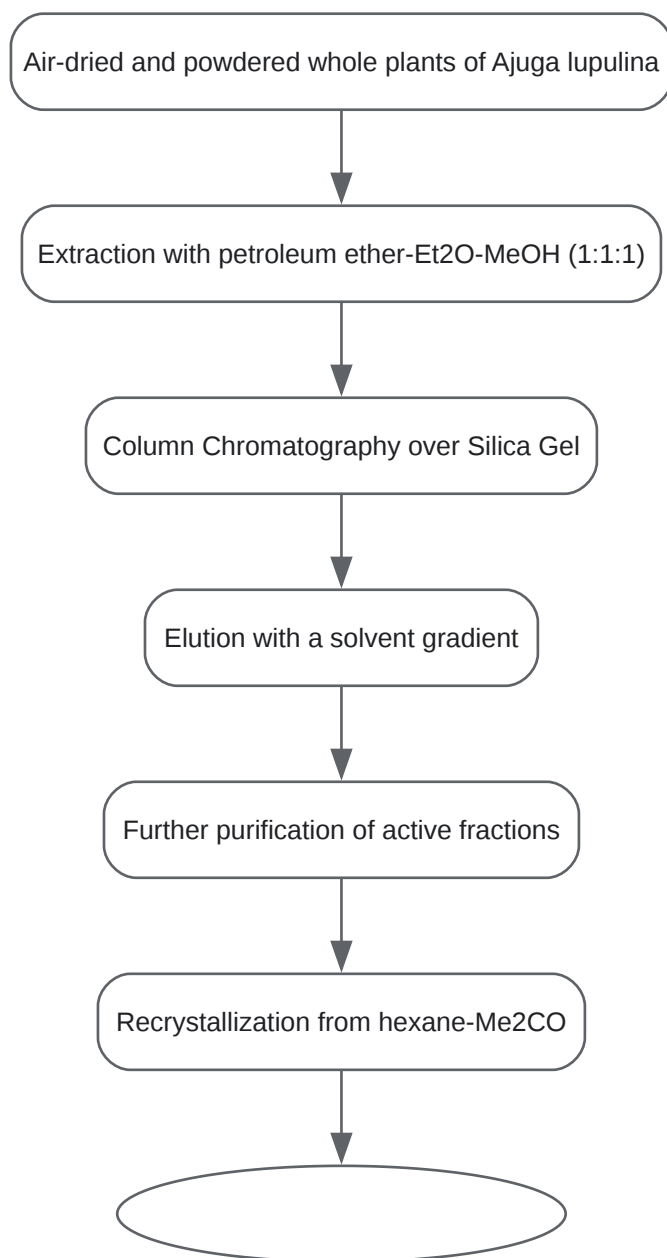 Air-dried and powdered whole plants of Ajuga lupulina
Extraction with petroleum ether-Et2O-MeOH (1:1:1)
Column Chromatography over Silica Gel
Elution with a solvent gradient
Further purification of active fractions
Recrystallization from hexane-Me2CO